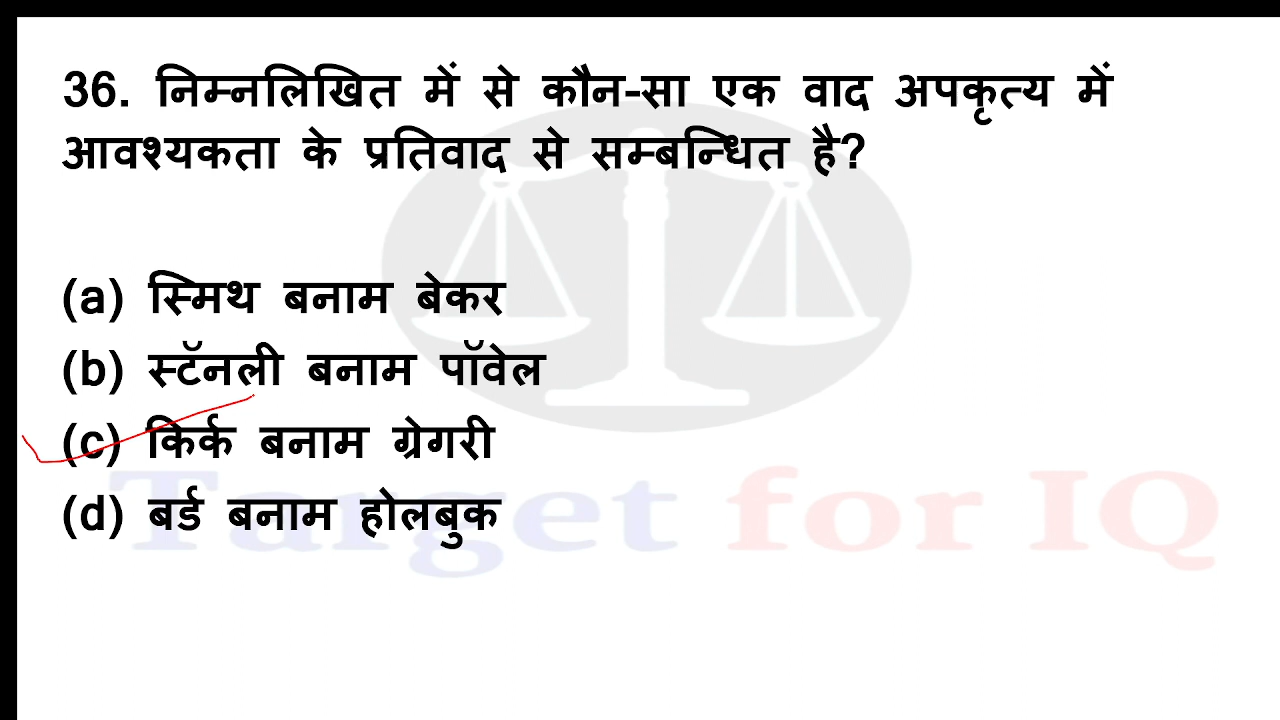 36. निम्नलिखित में से कौन-सा एक वाद अपकृत्य में
आवश्यकता के प्रतिवाद से सम्बन्धित है?
(a) स्मिथ बनाम बेकर
(b) स्टॅनली बनाम पॉवेल
(c) किर्क बनाम ग्रेगरी
(d) बर्ड बनाम होलबुक
Target for IQ